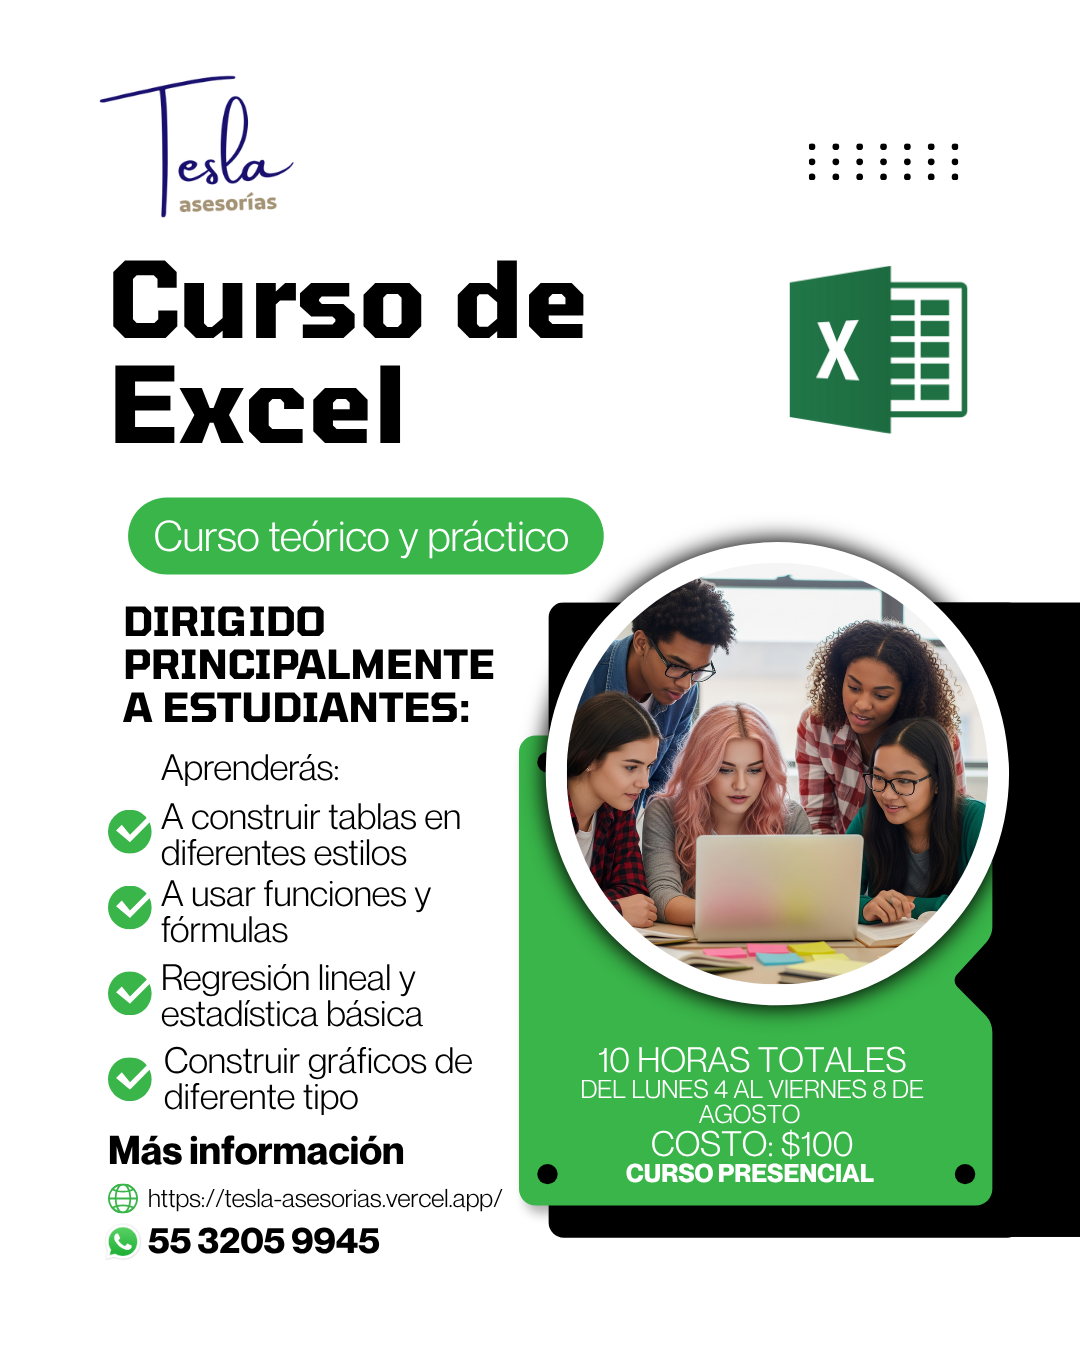 Tesla
asesorías
Curso de
Excel
X
Curso teórico y práctico
DIRIGIDO
PRINCIPALMENTE
A ESTUDIANTES:
Aprenderás:
A construir tablas en
diferentes estilos
A usar funciones y
fórmulas
Regresión lineal y
estadística básica
Construir gráficos de
diferente tipo
Más información
https://tesla-asesorias.vercel.app/
55 3205 9945
10 HORAS TOTALES
DEL LUNES 4 AL VIERNES 8 DE
AGOSTO
COSTO: $100
CURSO PRESENCIAL